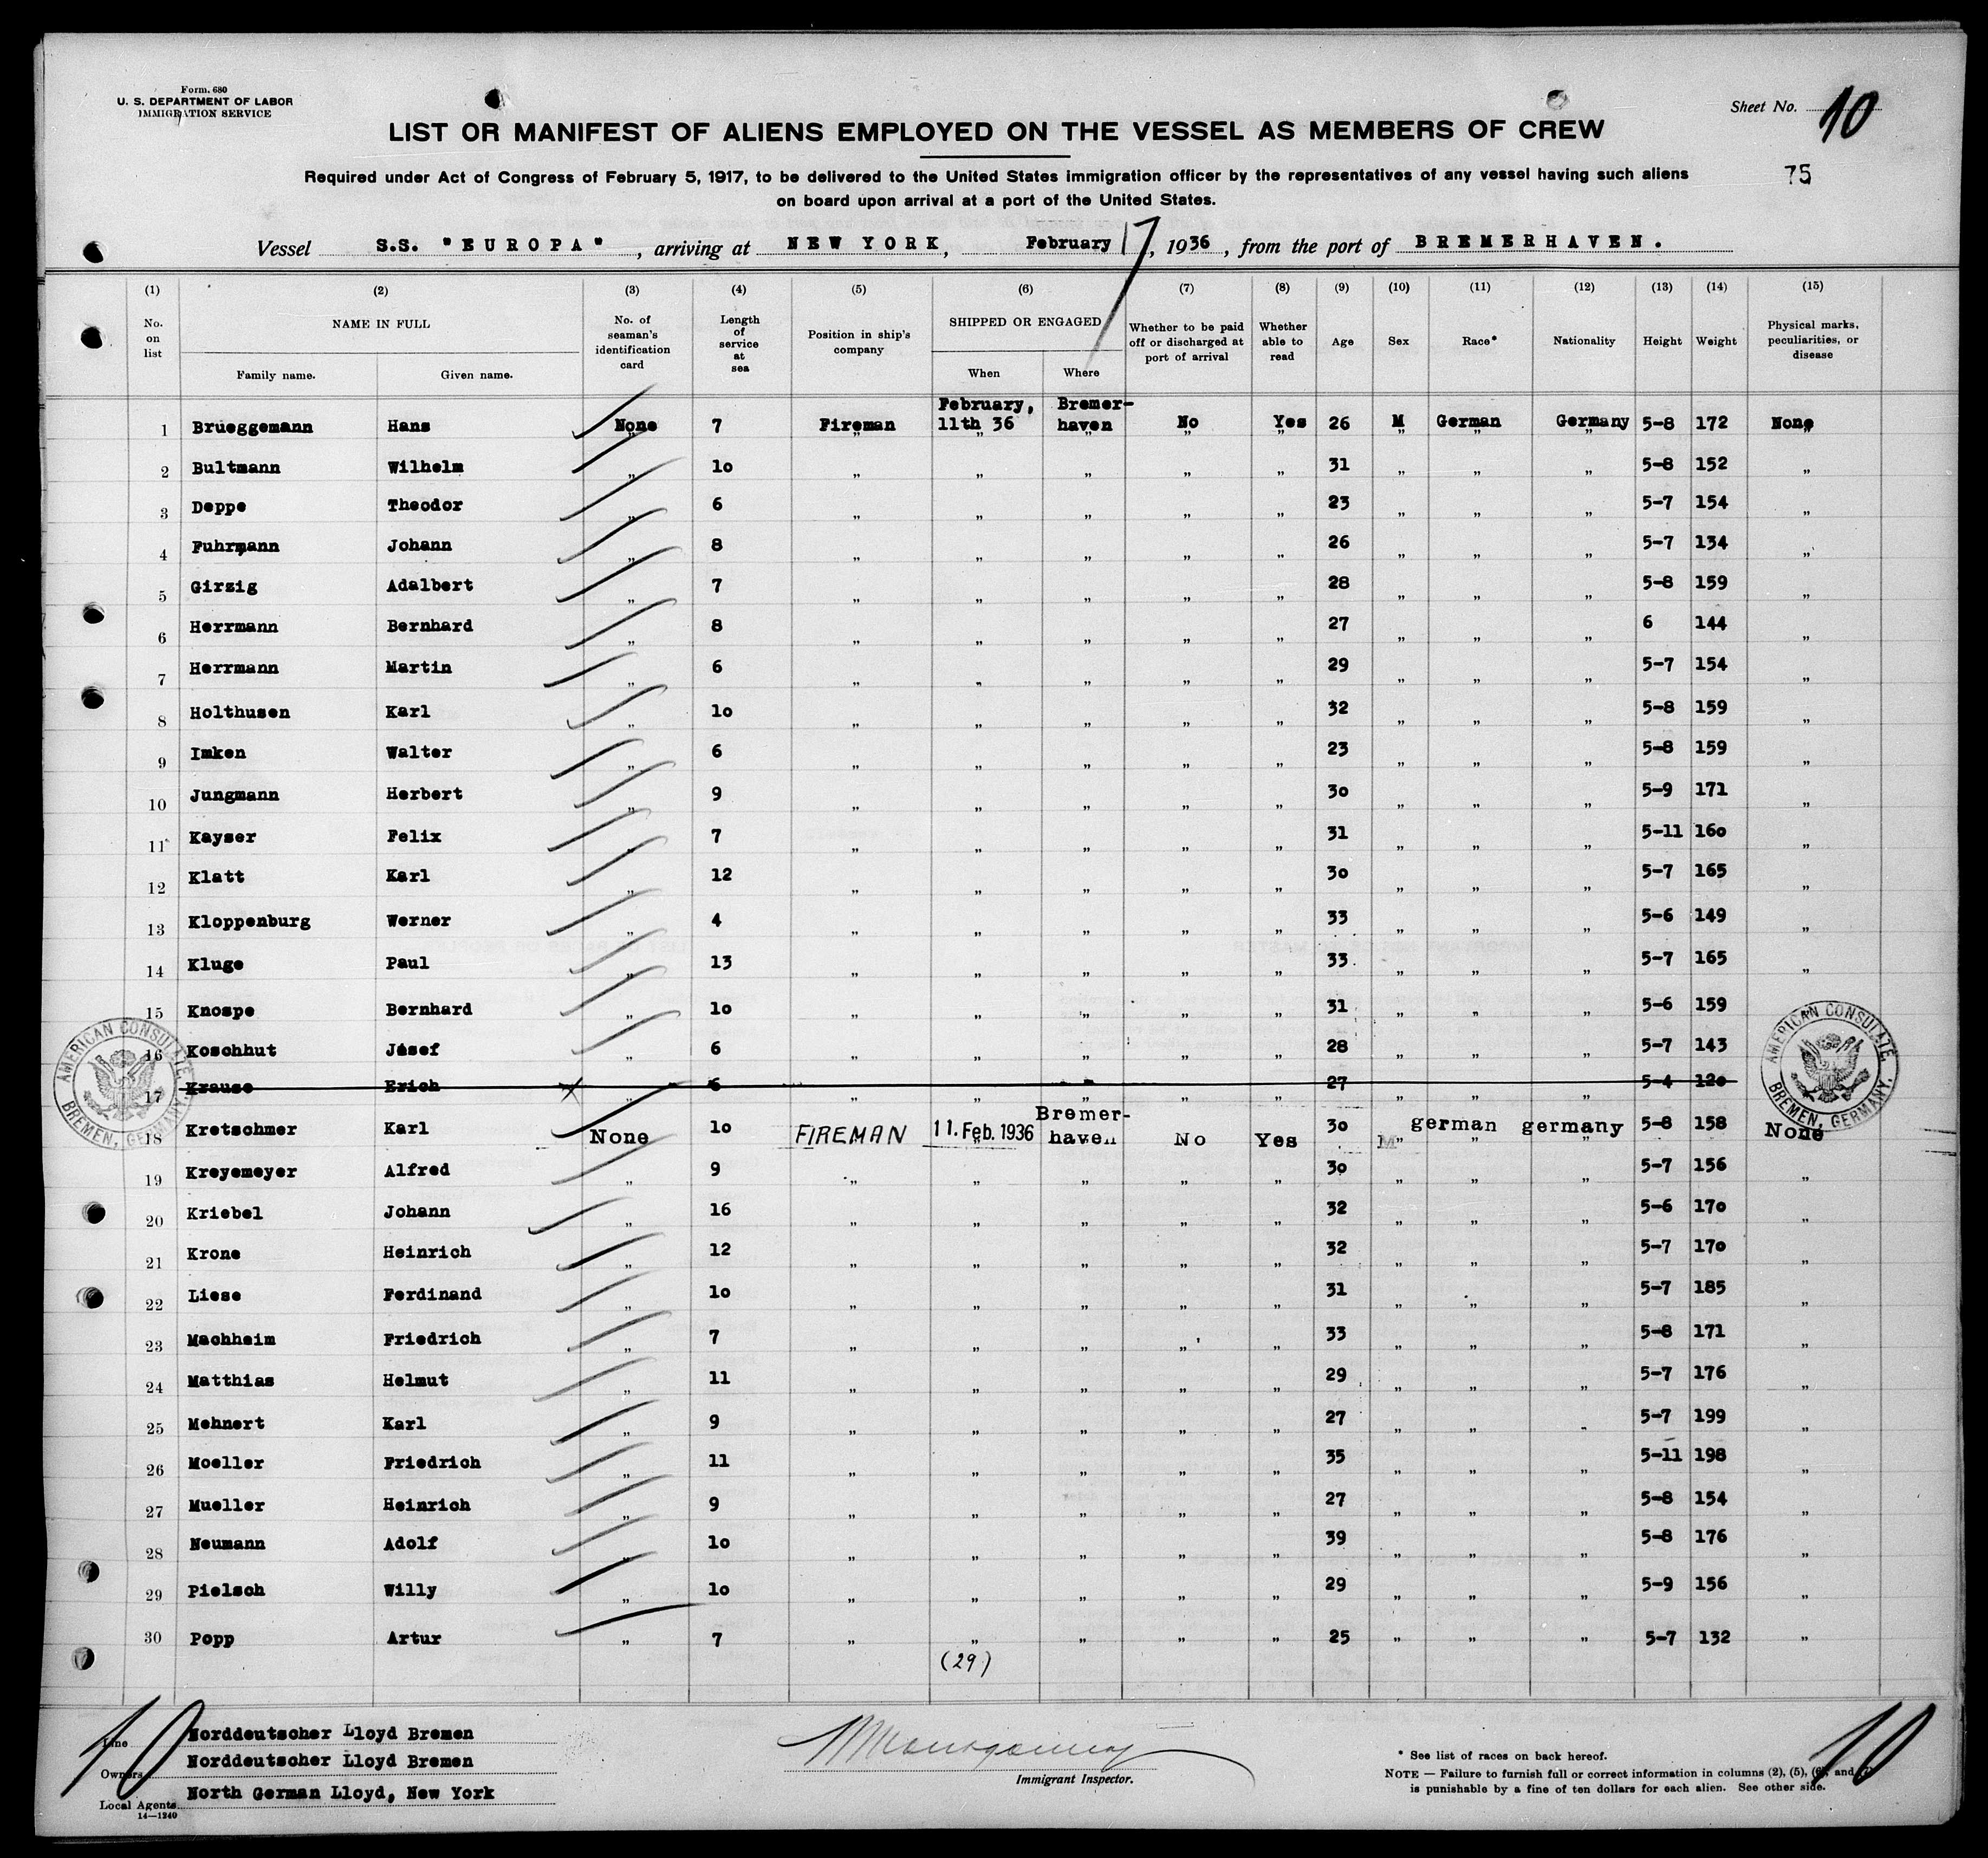 Form. 680
U. S. DEPARTMENT OF LABOR
IMMIGRATION SERVICE
Sheet No. 10
LIST OR MANIFEST OF ALIENS EMPLOYED ON THE VESSEL AS MEMBERS OF CREW
75
Required under Act of Congress of February 5, 1917, to be delivered to the United States immigration officer by the representatives of any vessel having such aliens
on board upon arrival at a port of the United States.
Vessel S.S. "EUROPA", arriving at NEW YORK, February 17, 1936, from the port of BREMERHAVEN.
(1) (2) (3) (4) (5) (6) (7) (8) (9) (10) (11) (12) (13) (14) (15)
No. on list NAME IN FULL Family name. Given name. No. of seaman's identification card Length of service at sea Position in ship's company SHIPPED OR ENGAGED When Where Whether to be paid off or discharged at port of arrival Whether able to read Age Sex Race* Nationality Height Weight Physical marks, peculiarities, or disease
1 Brueggemann Hans None 7 Fireman February, 11th 36 Bremer-haven No Yes 26 M German Germany 5-8 172 None
2 Bultmann Wilhelm „ 10 „ „ „ „ „ 31 „ „ „ 5-8 152 „
3 Deppe Theodor „ 6 „ „ „ „ „ 23 „ „ „ 5-7 154 „
4 Fuhrmann Johann „ 8 „ „ „ „ „ 26 „ „ „ 5-7 134 „
5 Girzig Adalbert „ 7 „ „ „ „ „ 28 „ „ „ 5-8 159 „
6 Herrmann Bernhard „ 8 „ „ „ „ „ 27 „ „ „ 6 144 „
7 Herrmann Martin „ 6 „ „ „ „ „ 29 „ „ „ 5-7 154 „
8 Holthusen Karl „ 10 „ „ „ „ „ 32 „ „ „ 5-8 159 „
9 Imken Walter „ 6 „ „ „ „ „ 23 „ „ „ 5-8 159 „
10 Jungmann Herbert „ 9 „ „ „ „ „ 30 „ „ „ 5-9 171 „
11 Kayser Felix „ 7 „ „ „ „ „ 31 „ „ „ 5-11 160 „
12 Klatt Karl „ 12 „ „ „ „ „ 30 „ „ „ 5-7 165 „
13 Kloppenburg Werner „ 4 „ „ „ „ „ 33 „ „ „ 5-6 149 „
14 Kluge Paul „ 13 „ „ „ „ „ 33 „ „ „ 5-7 165 „
15 Knospe Bernhard „ 10 „ „ „ „ „ 31 „ „ „ 5-6 159 „
16 Koschhut Josef „ 6 „ „ „ „ „ 28 „ „ „ 5-7 143 „
17 Krause Erich 6 „ „ „ „ „ 27 „ „ „ 5-4 120
18 Kretschmer Karl None 10 FIREMAN 11. Feb. 1936 Bremer-haven No Yes 30 M german germany 5-8 158 None
19 Kreyemeyer Alfred „ 9 „ „ „ „ „ 30 „ „ „ 5-7 156 „
20 Kriebel Johann „ 16 „ „ „ „ „ 32 „ „ „ 5-6 170 „
21 Krone Heinrich „ 12 „ „ „ „ „ 32 „ „ „ 5-7 170 „
22 Liese Ferdinand „ 10 „ „ „ „ „ 31 „ „ „ 5-7 185 „
23 Machheim Friedrich „ 7 „ „ „ „ „ 33 „ „ „ 5-8 171 „
24 Matthias Helmut „ 11 „ „ „ „ „ 29 „ „ „ 5-7 176 „
25 Mehnert Karl „ 9 „ „ „ „ „ 27 „ „ „ 5-7 199 „
26 Moeller Friedrich „ 11 „ „ „ „ „ 35 „ „ „ 5-11 198 „
27 Mueller Heinrich „ 9 „ „ „ „ „ 27 „ „ „ 5-8 154 „
28 Neumann Adolf „ 10 „ „ „ „ „ 39 „ „ „ 5-8 176 „
29 Pielsch Willy „ 10 „ „ „ „ „ 29 „ „ „ 5-9 156 „
30 Popp Artur „ 7 „ „ „ „ „ 25 „ „ „ 5-7 132 „
(29)
AMERICAN CONSULATE, BREMEN, GERMANY.
AMERICAN CONSULATE, BREMEN, GERMANY.
10
Line Norddeutscher Lloyd Bremen
Owners Norddeutscher Lloyd Bremen
Local Agents North German Lloyd, New York
14—1240
Montgomery
Immigrant Inspector.
* See list of races on back hereof.
NOTE — Failure to furnish full or correct information in columns (2), (5), (6), and (7)
is punishable by a fine of ten dollars for each alien. See other side.
10